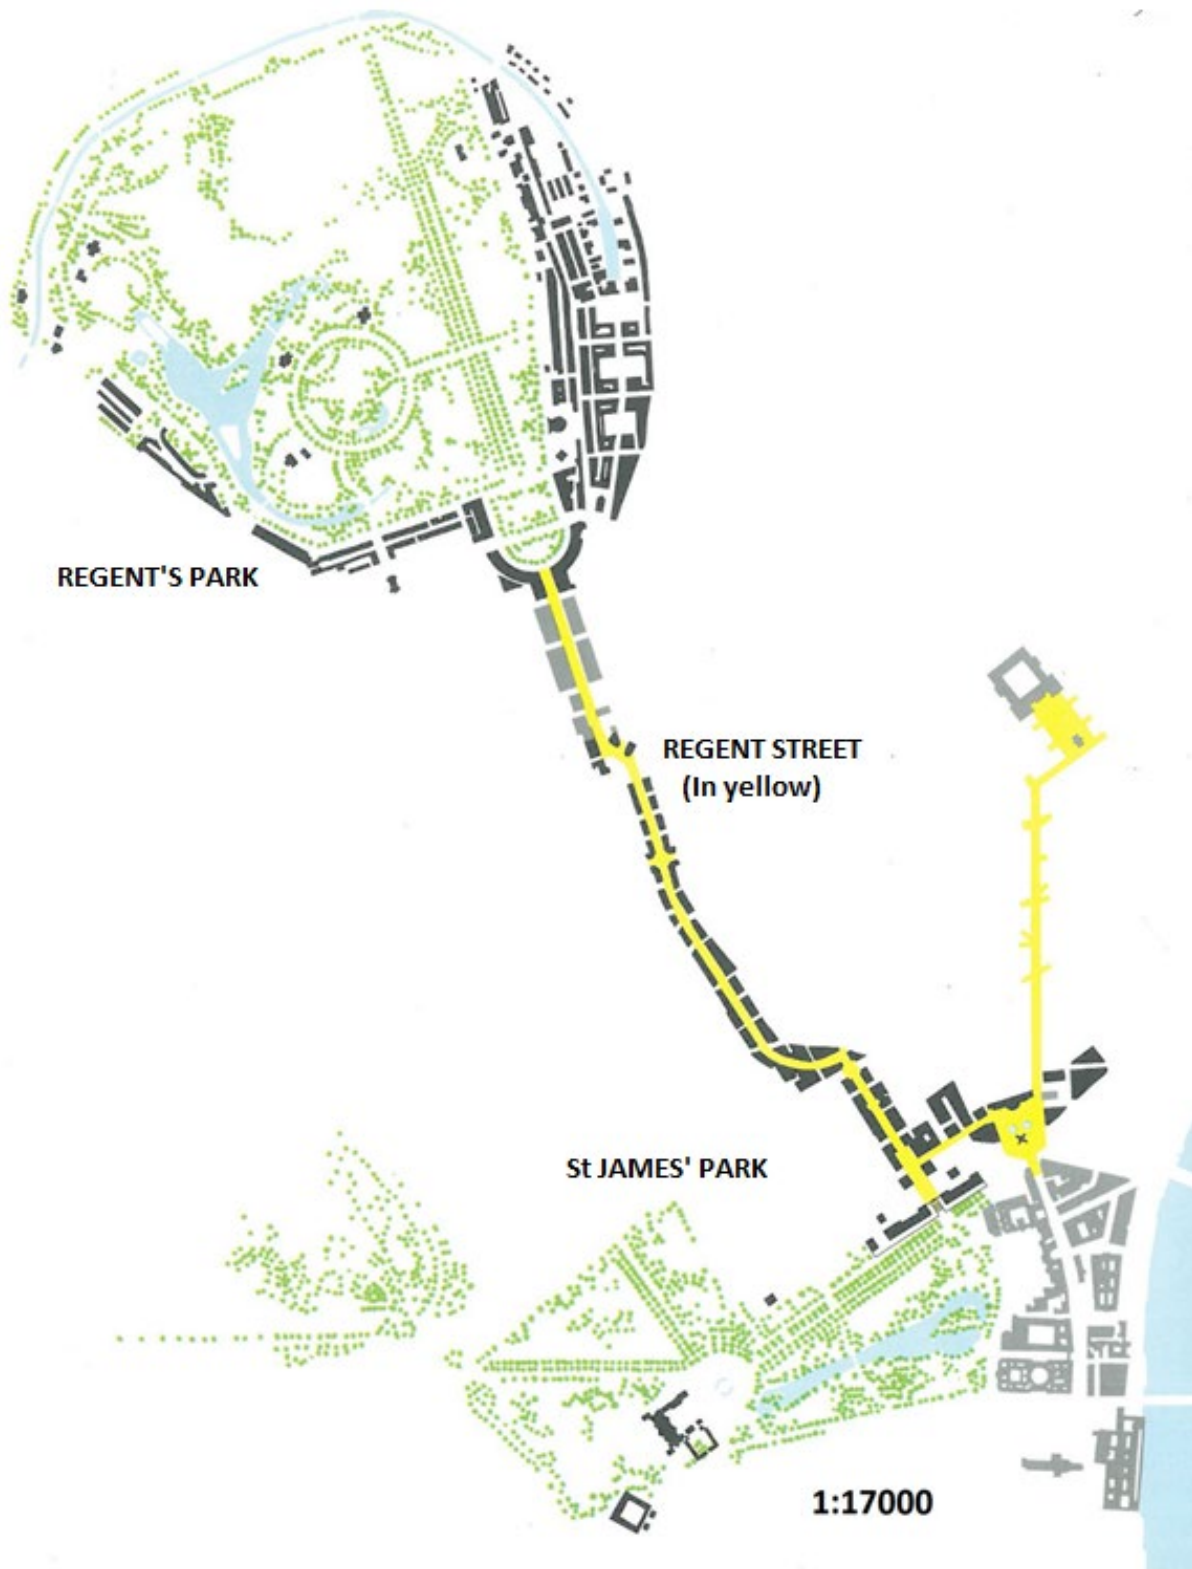 REGENT'S PARK
REGENT STREET
(In yellow)
St JAMES' PARK
1:17000